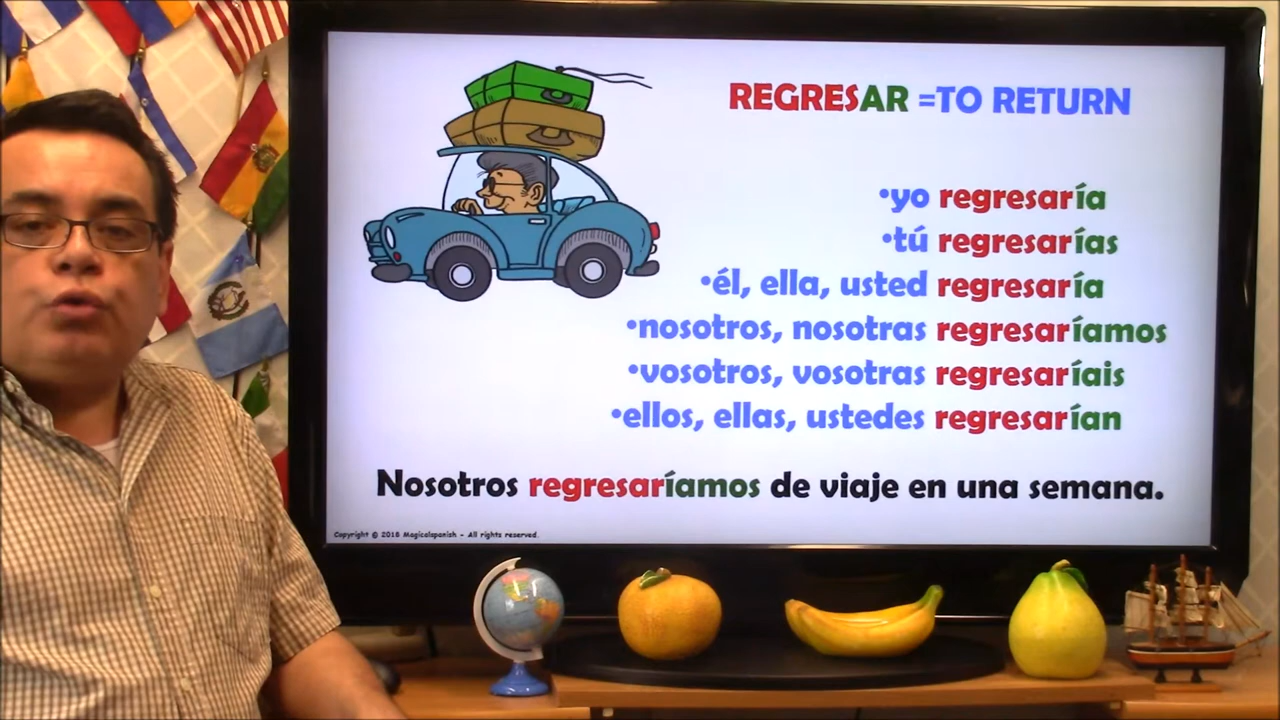 REGRESAR =TO RETURN
•yo regresaría
•tú regresarías
•él, ella, usted regresaría
•nosotros, nosotras regresaríamos
•vosotros, vosotras regresaríais
•ellos, ellas, ustedes regresarían
Nosotros regresaríamos de viaje en una semana.
Copyright © 2016 Magicalspanish - All rights reserved.